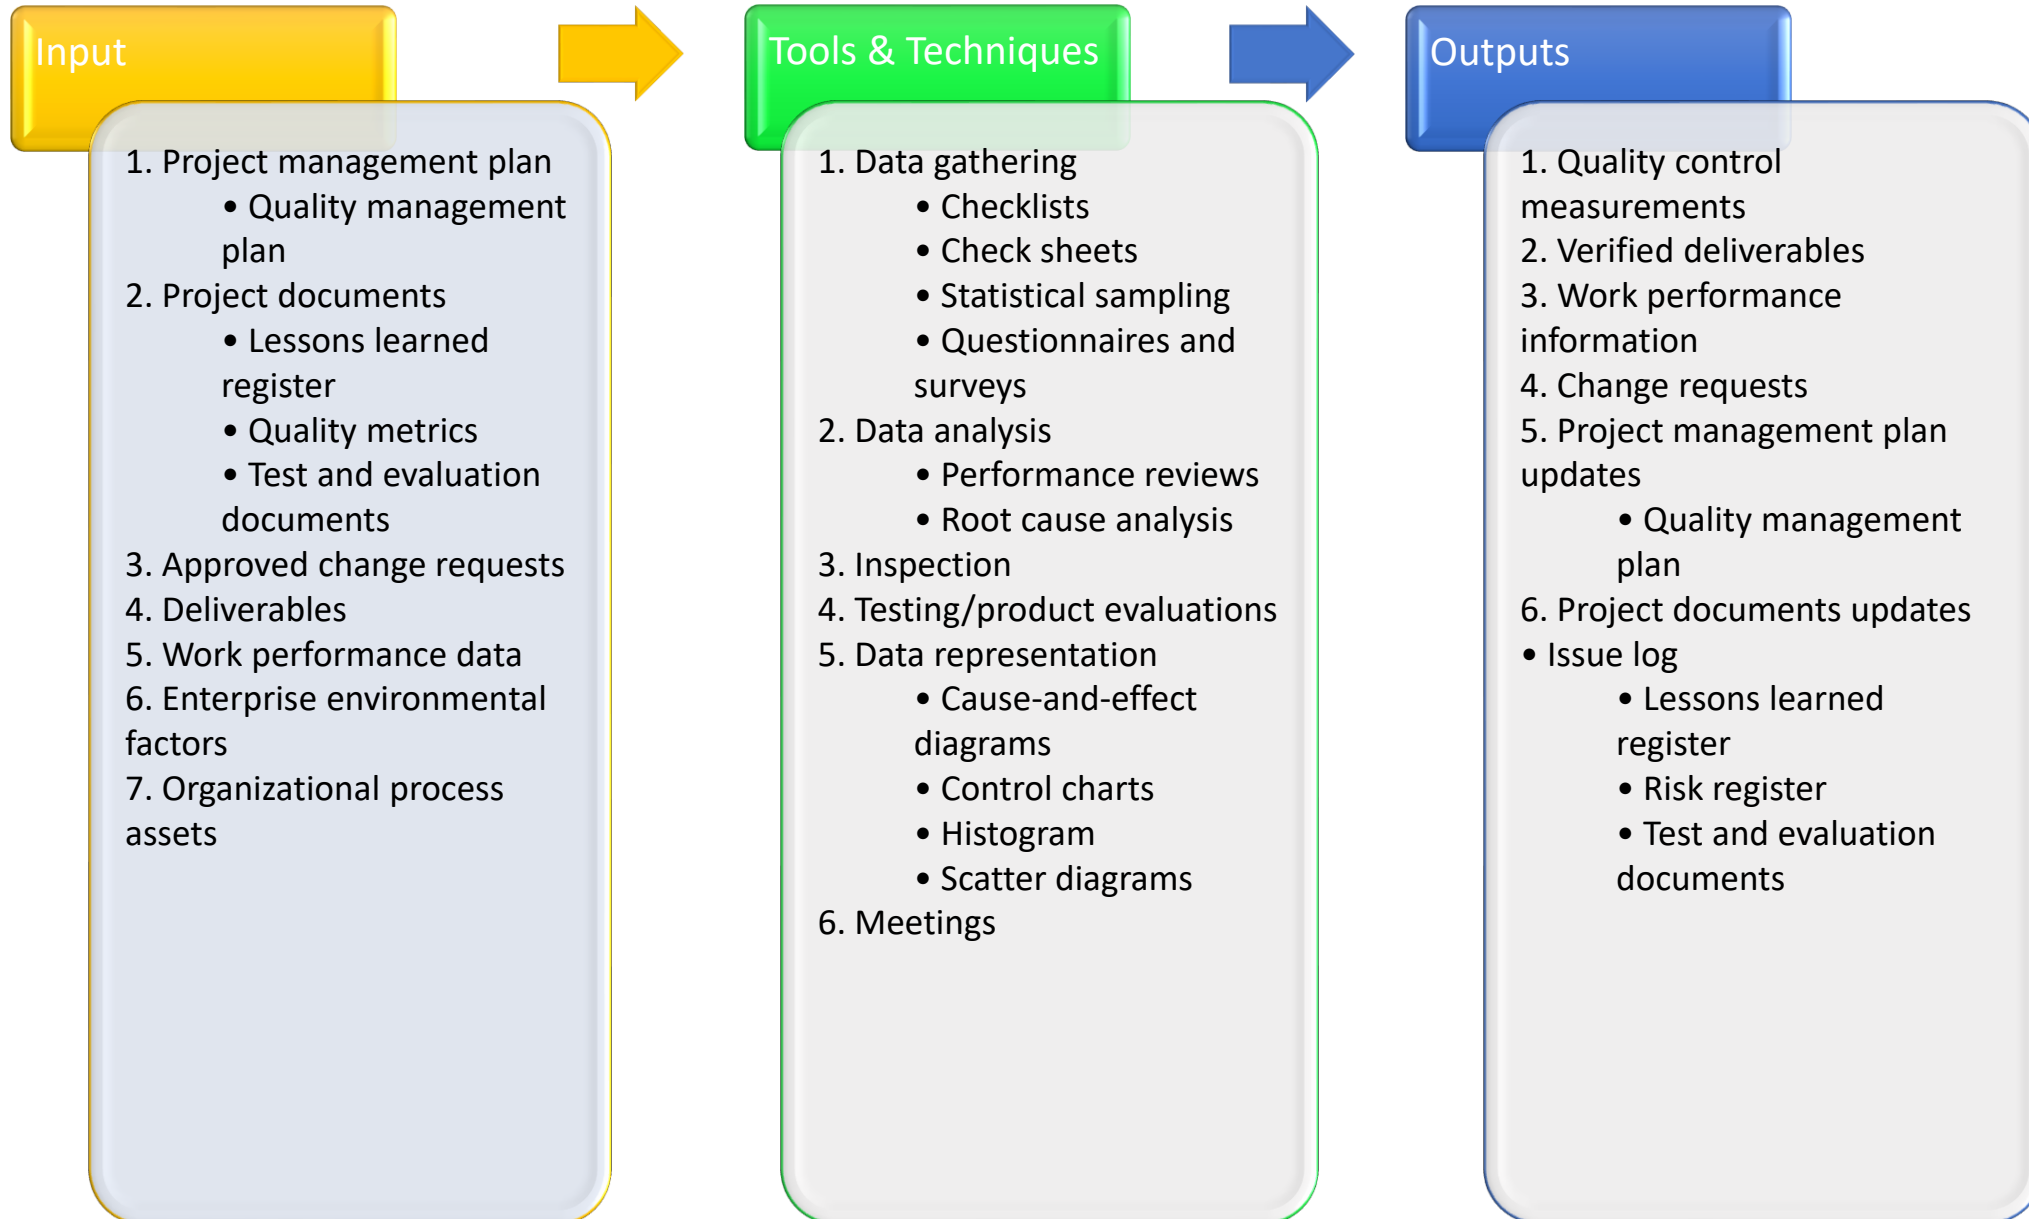 Input
1. Project management plan
• Quality management
plan
2. Project documents
• Lessons learned
register
• Quality metrics
• Test and evaluation
documents
3. Approved change requests
4. Deliverables
5. Work performance data
6. Enterprise environmental
factors
7. Organizational process
assets
Tools & Techniques
1. Data gathering
• Checklists
• Check sheets
• Statistical sampling
• Questionnaires and
surveys
2. Data analysis
• Performance reviews
• Root cause analysis
3. Inspection
4. Testing/product evaluations
5. Data representation
• Cause-and-effect
diagrams
• Control charts
• Histogram
• Scatter diagrams
6. Meetings
Outputs
1. Quality control
measurements
2. Verified deliverables
3. Work performance
information
4. Change requests
5. Project management plan
updates
• Quality management
plan
6. Project documents updates
• Issue log
• Lessons learned
register
• Risk register
• Test and evaluation
documents